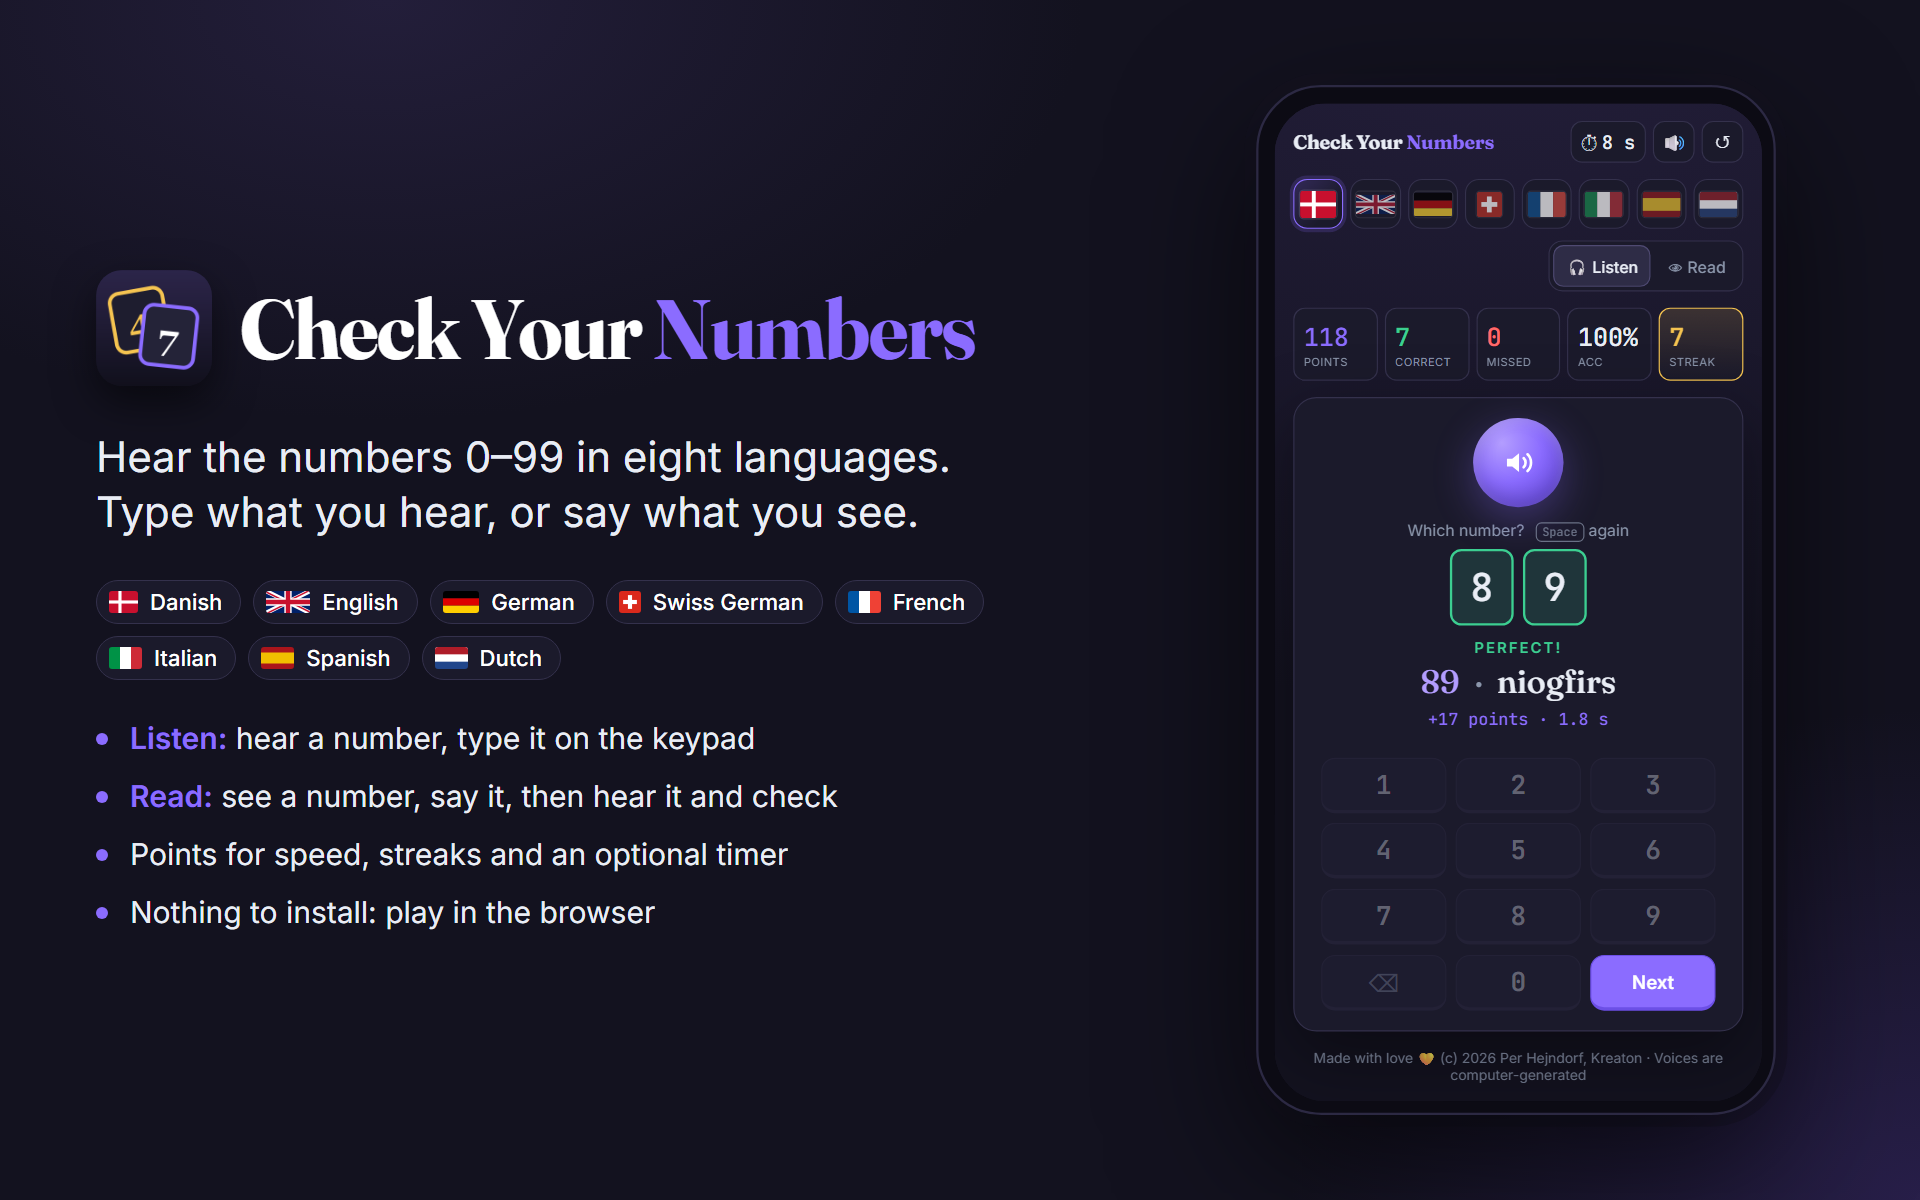 4 7
Check Your Numbers
Hear the numbers 0–99 in eight languages.
Type what you hear, or say what you see.
Danish English German Swiss German French
Italian Spanish Dutch
Listen: hear a number, type it on the keypad
Read: see a number, say it, then hear it and check
Points for speed, streaks and an optional timer
Nothing to install: play in the browser
Check Your Numbers 8 s ↺
Listen Read
118 7 0 100% 7
POINTS CORRECT MISSED ACC STREAK
Which number? Space again
8 9
PERFECT!
89 · niogfirs
+17 points · 1.8 s
1 2 3
4 5 6
7 8 9
⌫ 0 Next
Made with love 🧡 (c) 2026 Per Hejndorf, Kreaton · Voices are
computer-generated